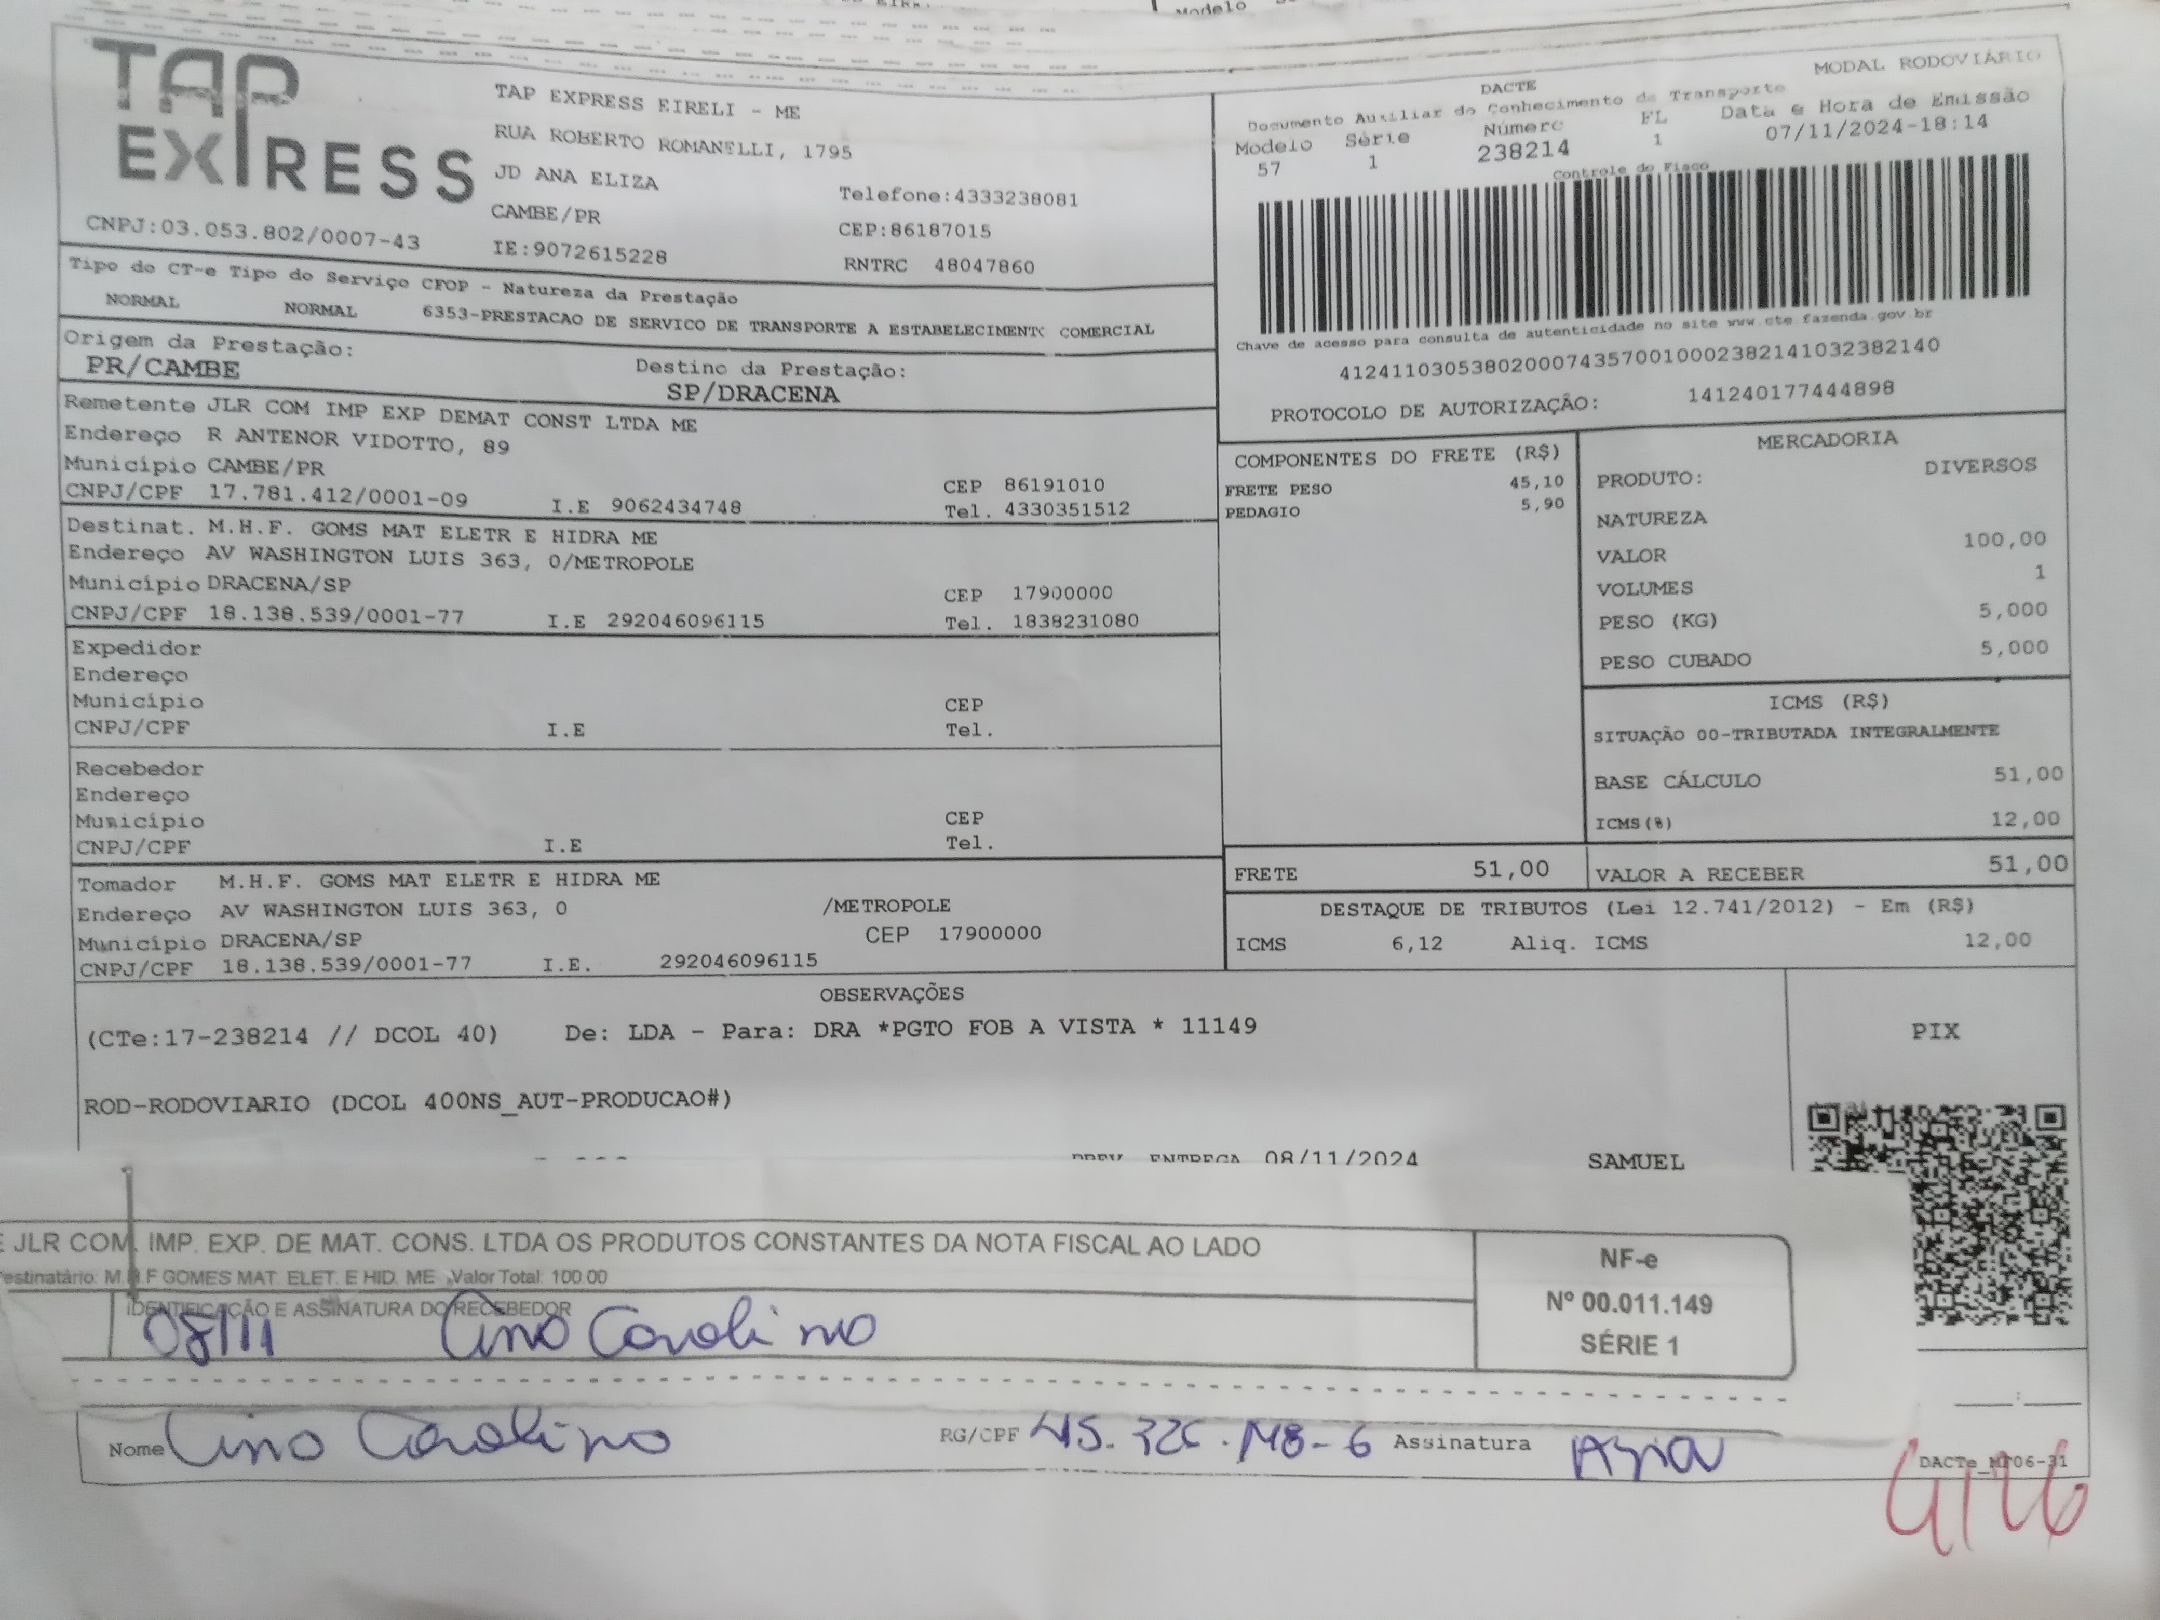 Modelo
TAP
EXPRESS
CNPJ:03.053.802/0007-43
TAP EXPRESS EIRELI - ME
RUA ROBERTO ROMANELLI, 1795
JD ANA ELIZA
CAMBE/PR
IE:9072615228
Telefone:4333238081
CEP:86187015
RNTRC 48047860
MODAL RODOVIÁRIO
DACTE
Documento Auxiliar do Conhecimento de Transporte
Modelo Série Número FL Data & Hora de Emissão
57 1 238214 1 07/11/2024-18:14
Controle do Fisco
Chave de acesso para consulta de autenticidade no site www.cte.fazenda.gov.br
41241103053802000743570010002382141032382140
PROTOCOLO DE AUTORIZAÇÃO: 141240177444898
Tipo do CT-e Tipo do Serviço CFOP - Natureza da Prestação
NORMAL NORMAL 6353-PRESTACAO DE SERVICO DE TRANSPORTE A ESTABELECIMENTO COMERCIAL
Origem da Prestação: Destino da Prestação:
PR/CAMBE SP/DRACENA
Remetente JLR COM IMP EXP DEMAT CONST LTDA ME
Endereço R ANTENOR VIDOTTO, 89
Município CAMBE/PR CEP 86191010
CNPJ/CPF 17.781.412/0001-09 I.E 9062434748 Tel. 4330351512
Destinat. M.H.F. GOMS MAT ELETR E HIDRA ME
Endereço AV WASHINGTON LUIS 363, 0/METROPOLE
Município DRACENA/SP CEP 17900000
CNPJ/CPF 18.138.539/0001-77 I.E 292046096115 Tel. 1838231080
Expedidor
Endereço
Município CEP
CNPJ/CPF I.E Tel.
Recebedor
Endereço
Município CEP
CNPJ/CPF I.E Tel.
Tomador M.H.F. GOMS MAT ELETR E HIDRA ME
Endereço AV WASHINGTON LUIS 363, 0 /METROPOLE
Município DRACENA/SP CEP 17900000
CNPJ/CPF 18.138.539/0001-77 I.E. 292046096115
COMPONENTES DO FRETE (R$)
FRETE PESO 45,10
PEDAGIO 5,90
MERCADORIA
PRODUTO: DIVERSOS
NATUREZA
VALOR 100,00
VOLUMES 1
PESO (KG) 5,000
PESO CUBADO 5,000
ICMS (R$)
SITUAÇÃO 00-TRIBUTADA INTEGRALMENTE
BASE CÁLCULO 51,00
ICMS(%) 12,00
FRETE 51,00 VALOR A RECEBER 51,00
DESTAQUE DE TRIBUTOS (Lei 12.741/2012) - Em (R$)
ICMS 6,12 Aliq. ICMS 12,00
OBSERVAÇÕES
(CTe:17-238214 // DCOL 40) De: LDA - Para: DRA *PGTO FOB A VISTA * 11149
ROD-RODOVIARIO (DCOL 400NS_AUT-PRODUCAO#)
PREV. ENTREGA 08/11/2024 SAMUEL
PIX
JLR COM. IMP. EXP. DE MAT. CONS. LTDA OS PRODUTOS CONSTANTES DA NOTA FISCAL AO LADO
estinatário: M.H.F GOMES MAT. ELET. E HID. ME Valor Total: 100.00
IDENTIFICAÇÃO E ASSINATURA DO RECEBEDOR
08/11
NF-e
Nº 00.011.149
SÉRIE 1
Nome RG/CPF Assinatura
DACTe_MT06-31